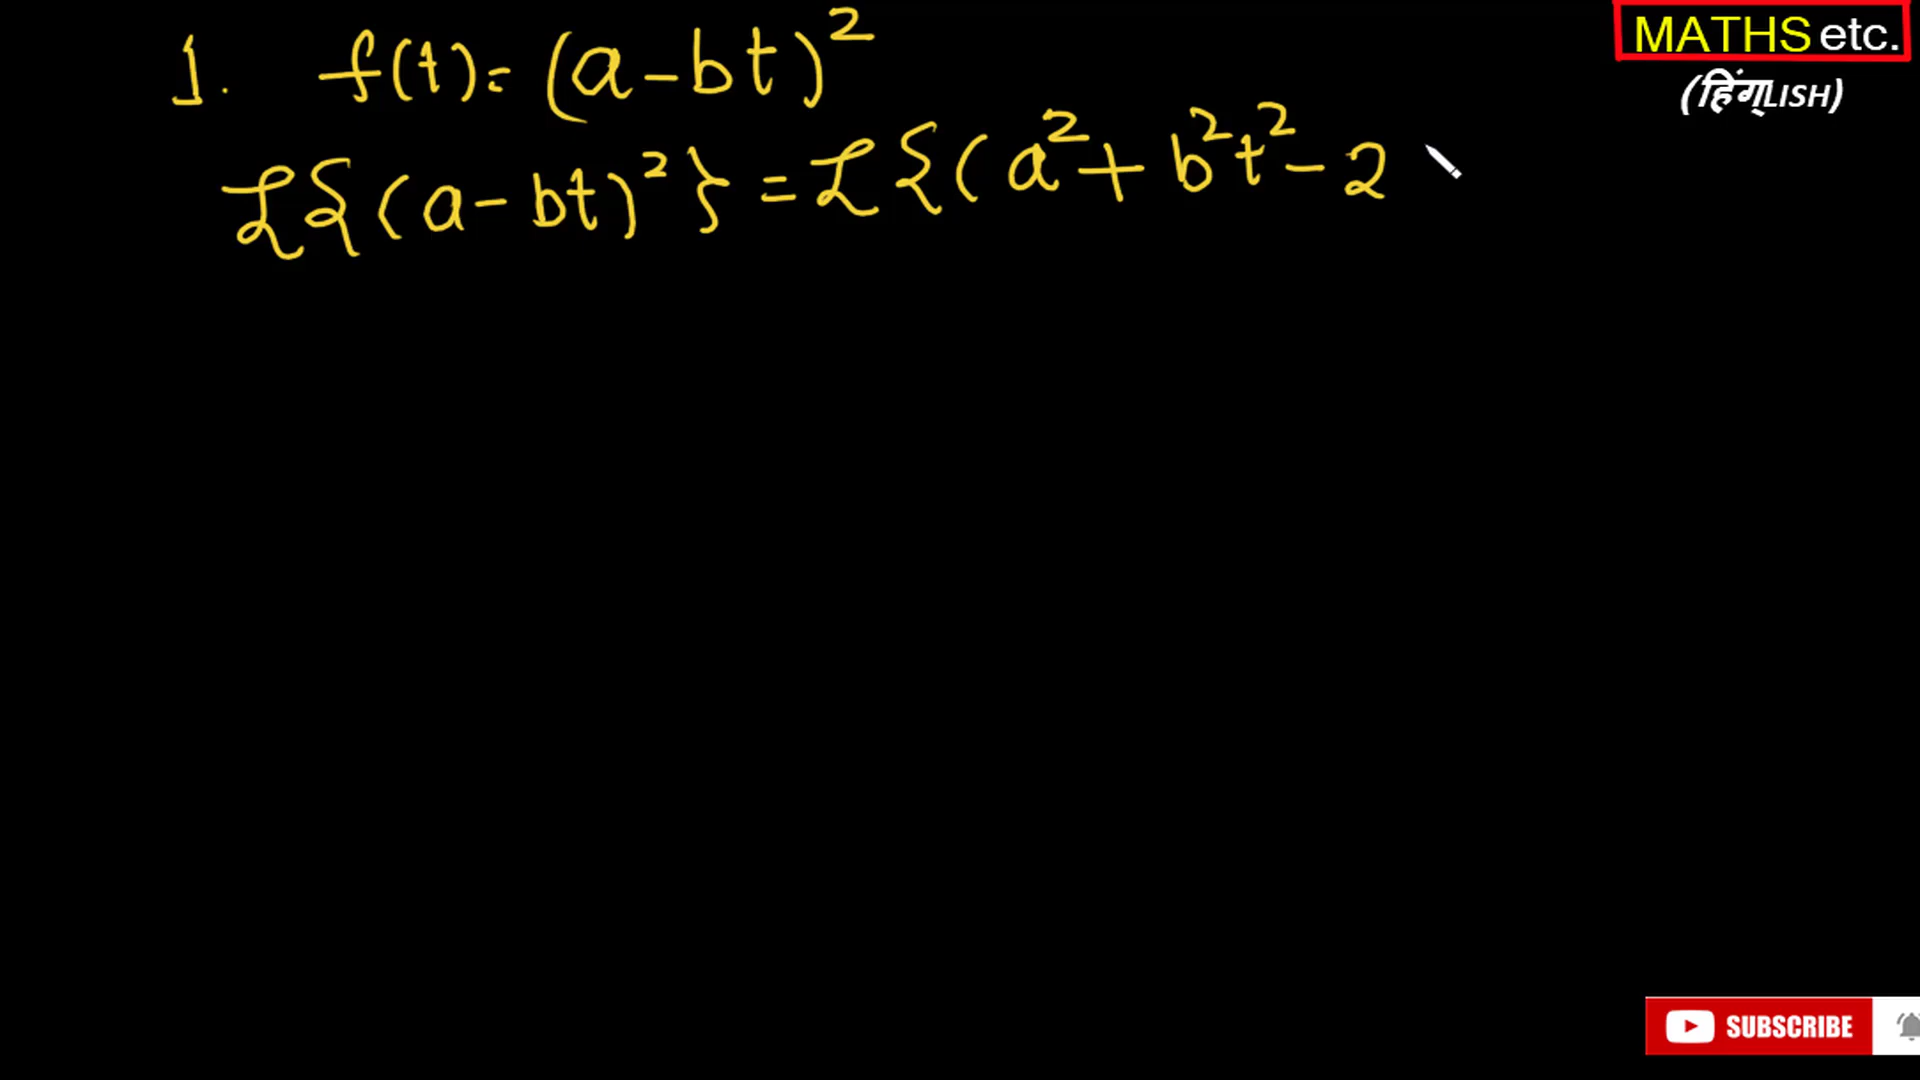 MATHS etc.
(हिंग्LISH)
1. f(t) = (a - bt)²
ℒ{(a - bt)²} = ℒ{(a² + b²t² - 2
SUBSCRIBE